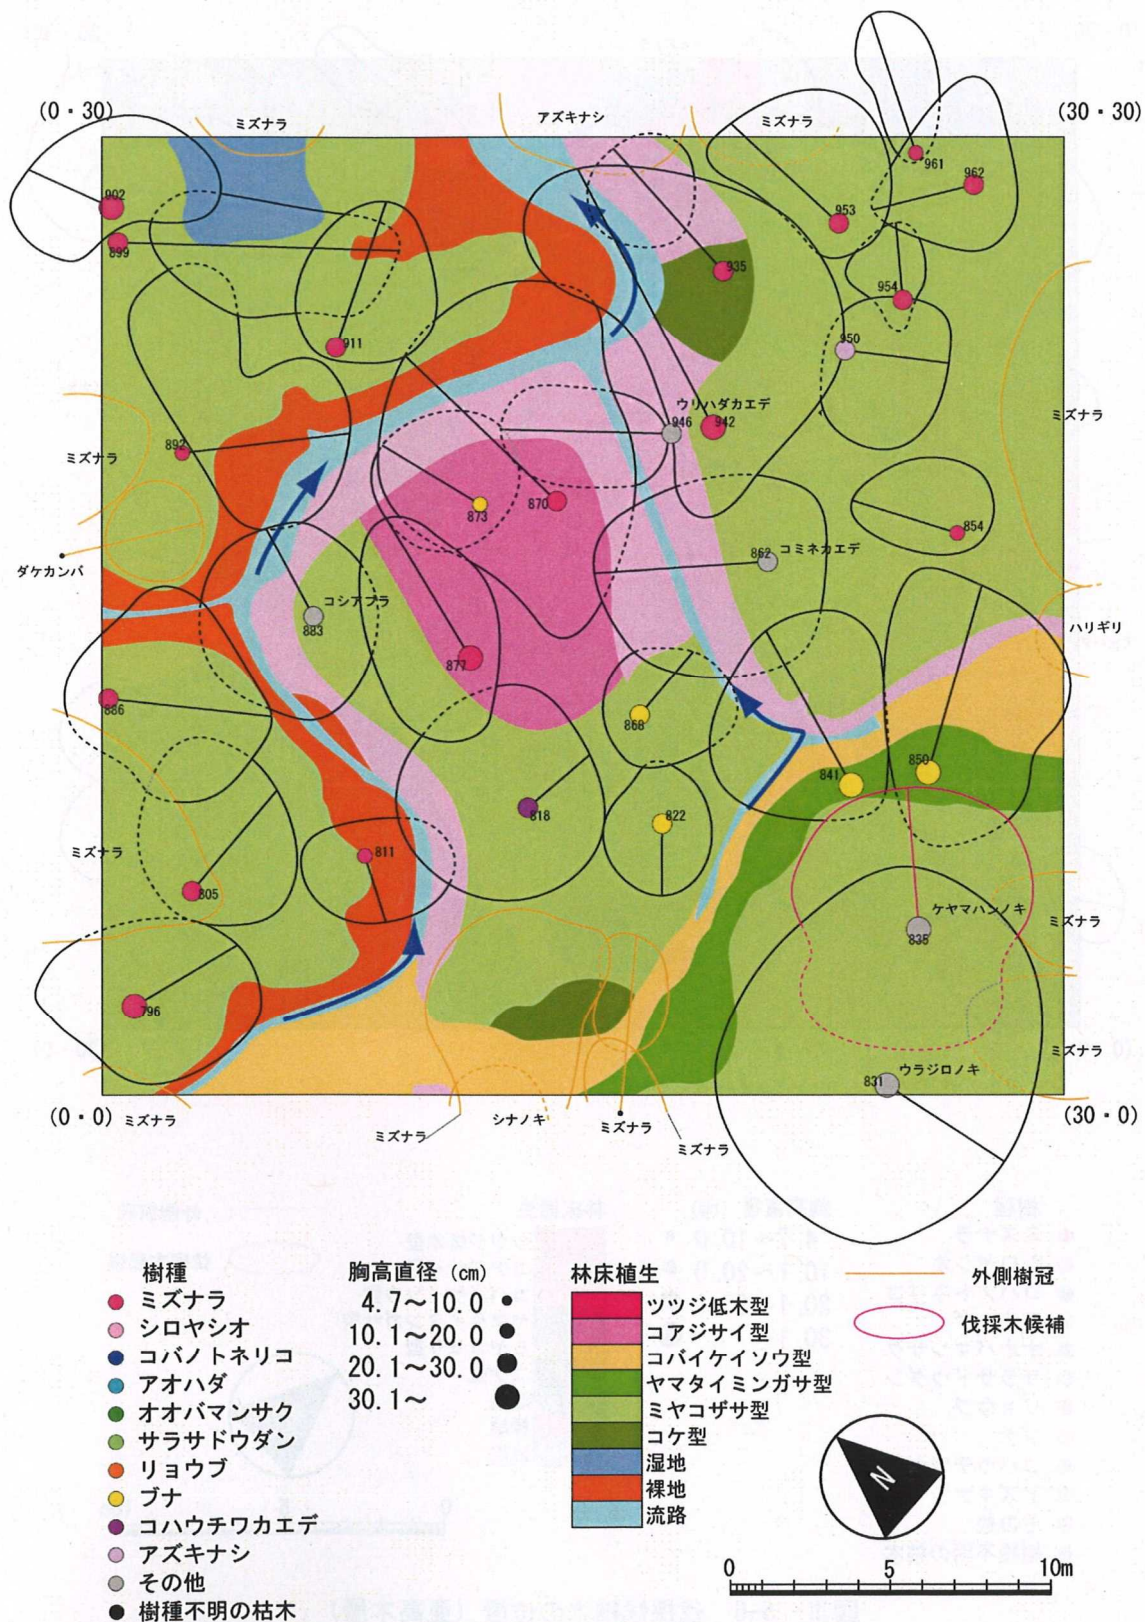 (0・30)
ミズナラ
アズキナシ
ミズナラ
(30・30)
961
962
902
953
899
935
954
911
950
ウリハダカエデ
946
942
ミズナラ
892
ミズナラ
870
873
854
862
コミネカエデ
ダケカンバ
コシアブラ
883
ハリギリ
877
886
868
850
841
818
822
ミズナラ
811
805
ケヤマハンノキ
835
ミズナラ
796
ミズナラ
ウラジロノキ
831
(0・0)
ミズナラ
ミズナラ
シナノキ
ミズナラ
ミズナラ
(30・0)
樹種
ミズナラ
シロヤシオ
コバノトネリコ
アオハダ
オオバマンサク
サラサドウダン
リョウブ
ブナ
コハウチワカエデ
アズキナシ
その他
樹種不明の枯木
胸高直径 (cm)
4.7〜10.0
10.1〜20.0
20.1〜30.0
30.1〜
林床植生
ツツジ低木型
コアジサイ型
コバイケイソウ型
ヤマタイミンガサ型
ミヤコザサ型
コケ型
湿地
裸地
流路
外側樹冠
伐採木候補
N
0 5 10m